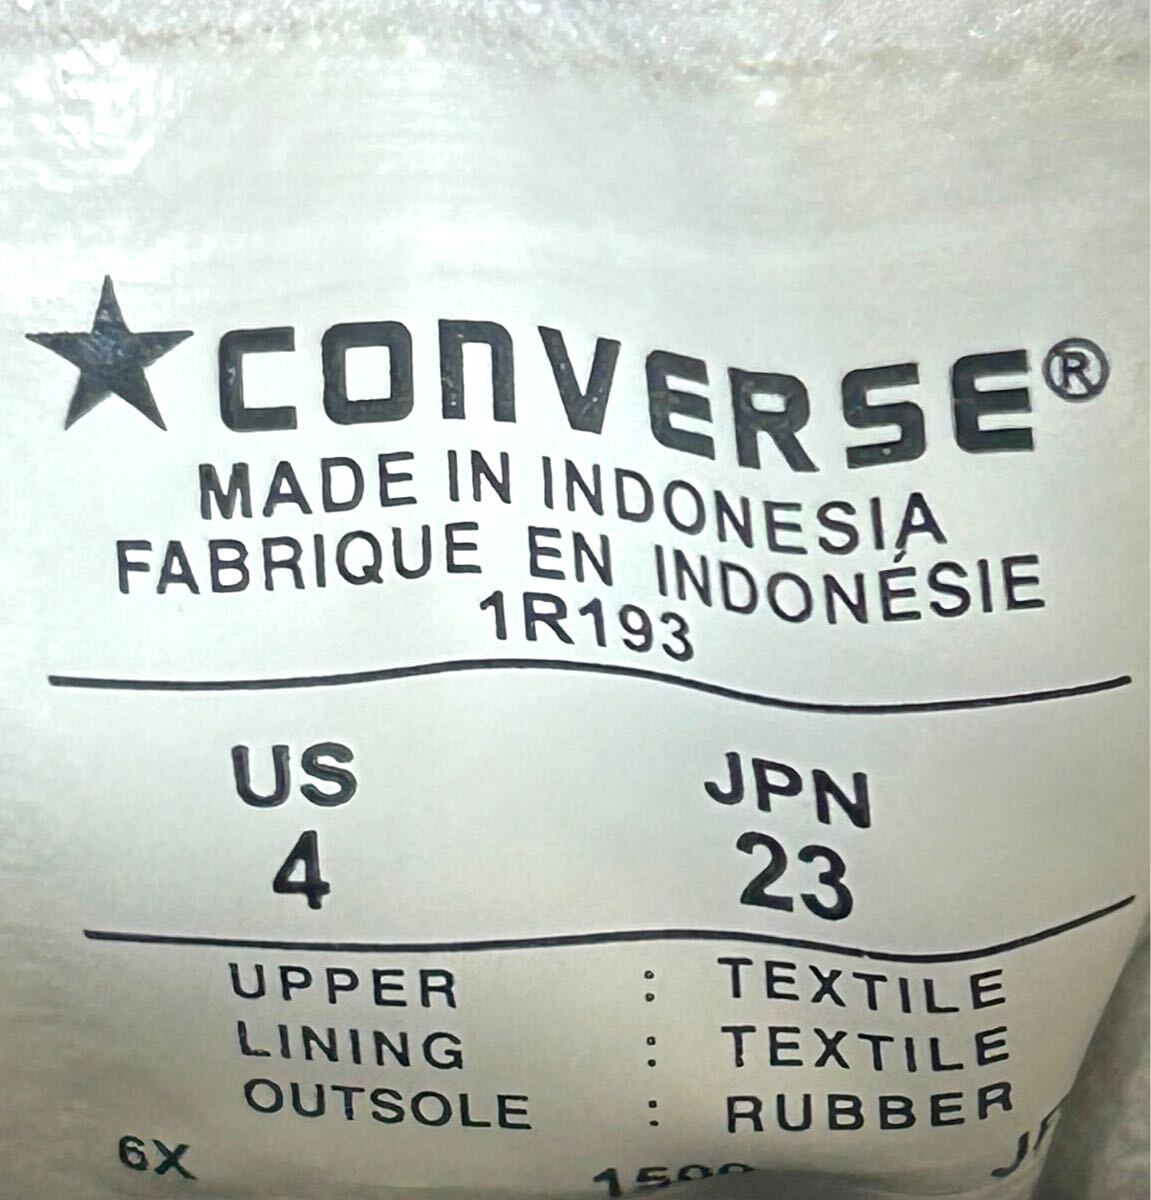 ★CONVERSE®
MADE IN INDONESIA
FABRIQUE EN INDONÉSIE
1R193
US JPN
4 23
UPPER : TEXTILE
LINING : TEXTILE
OUTSOLE : RUBBER
6X